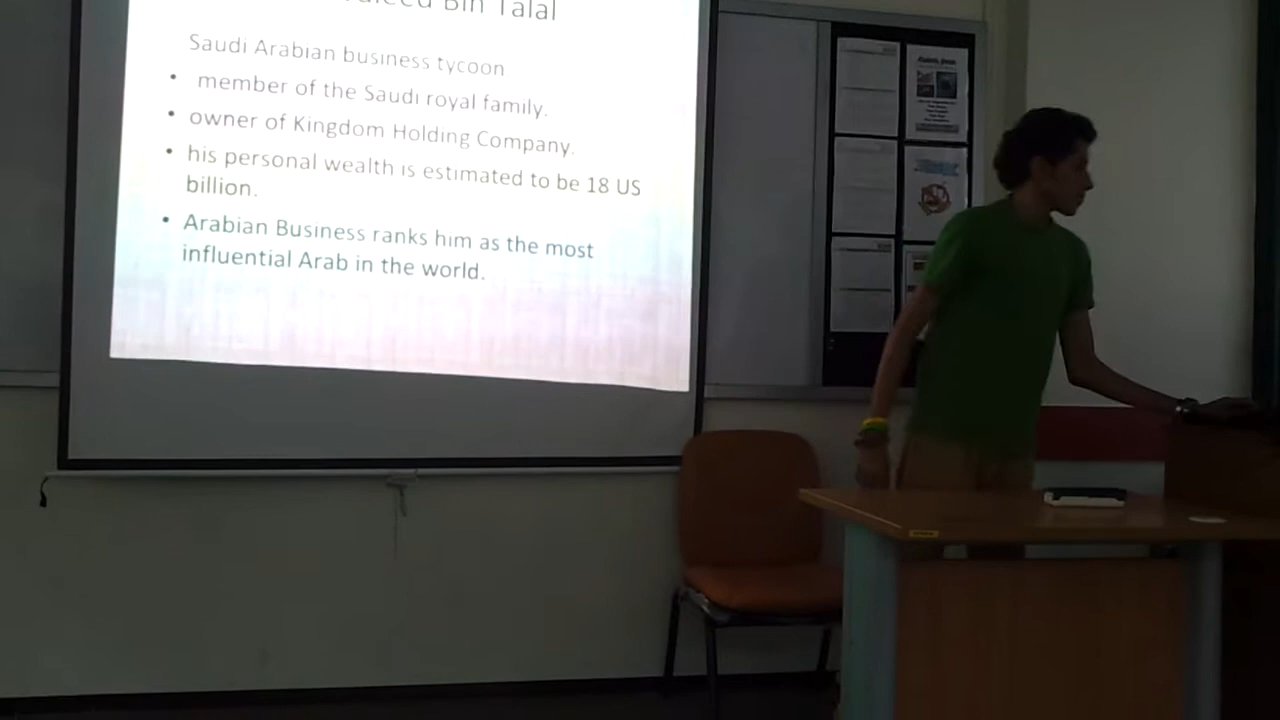 Bin Talal
Saudi Arabian business tycoon
• member of the Saudi royal family.
• owner of Kingdom Holding Company.
• his personal wealth is estimated to be 18 US
billion.
• Arabian Business ranks him as the most
influential Arab in the world.